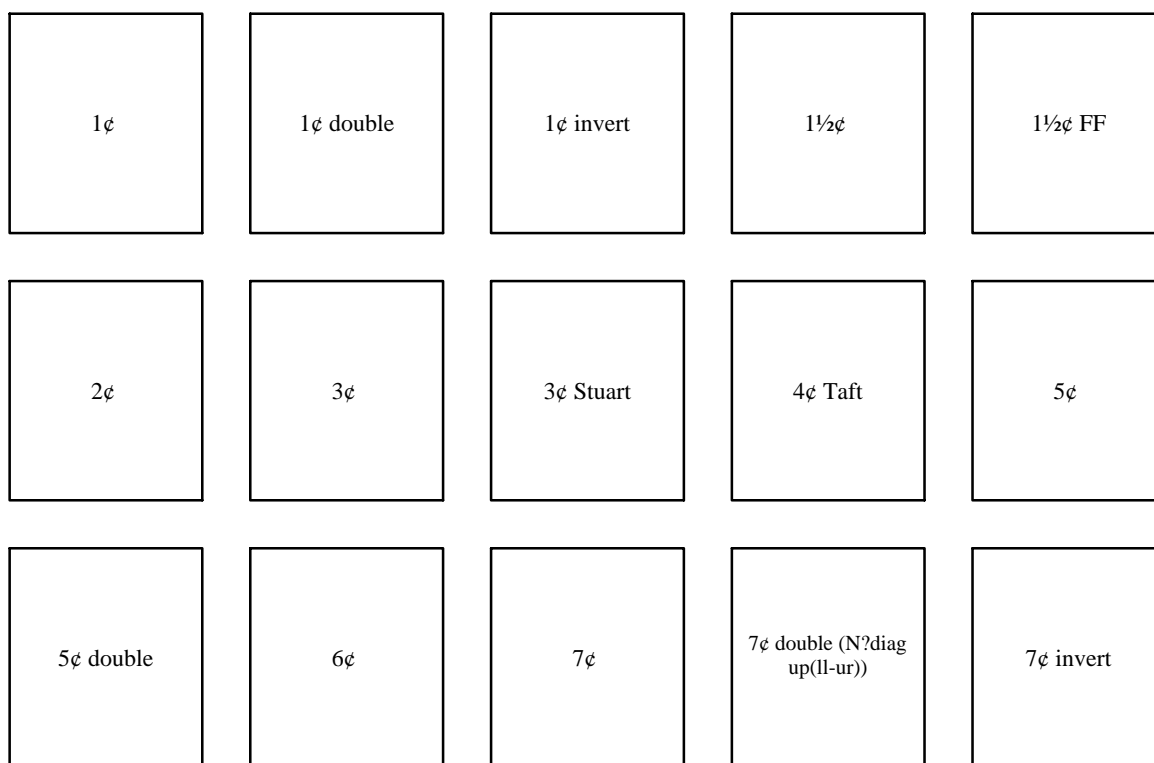 1¢
1¢ double
1¢ invert
1½¢
1½¢ FF
2¢
3¢
3¢ Stuart
4¢ Taft
5¢
5¢ double
6¢
7¢
7¢ double (N?diag
up(ll-ur))
7¢ invert